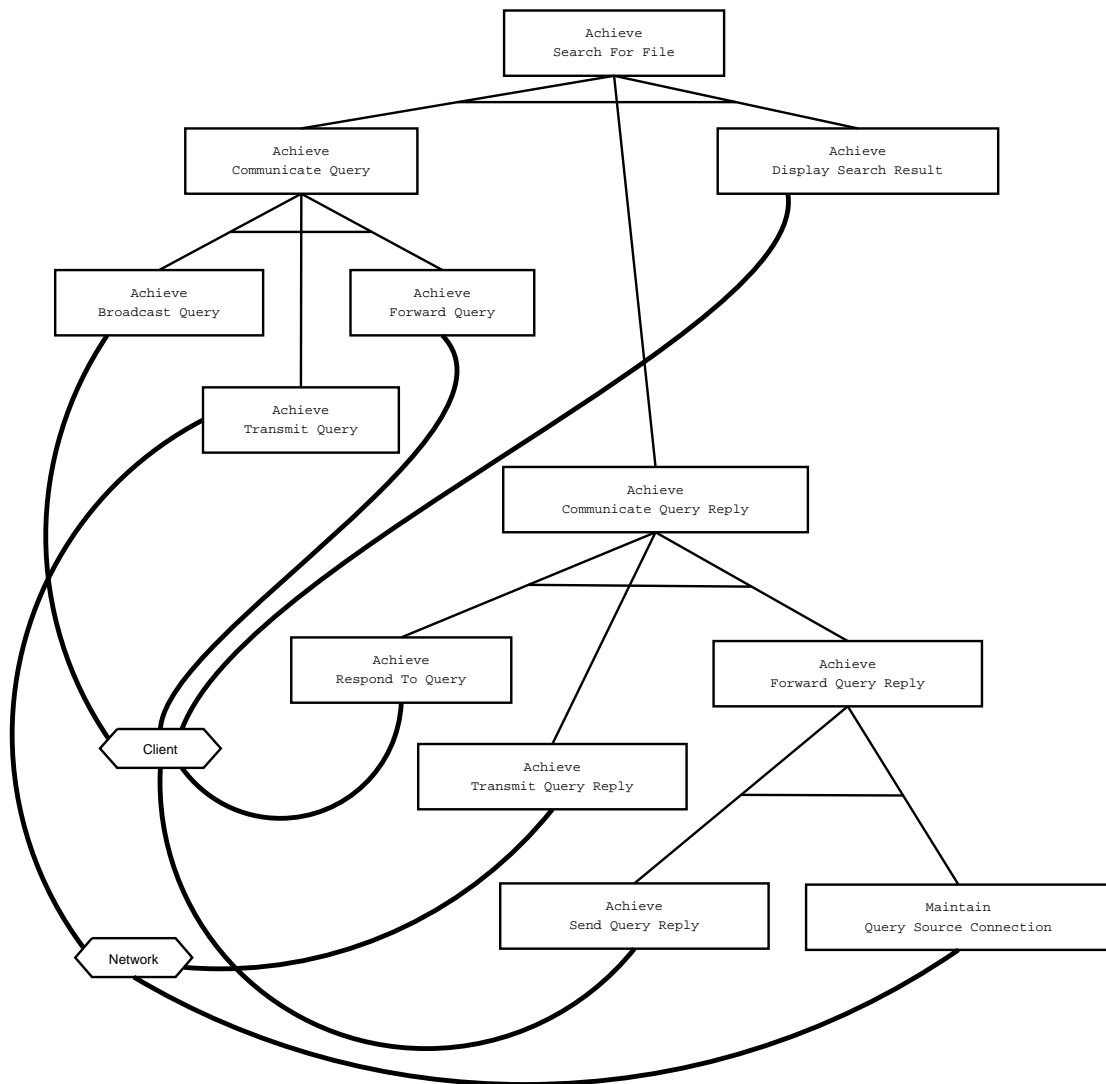 Achieve
Search For File
Achieve
Communicate Query
Achieve
Display Search Result
Achieve
Broadcast Query
Achieve
Forward Query
Achieve
Transmit Query
Achieve
Communicate Query Reply
Achieve
Respond To Query
Achieve
Forward Query Reply
Client
Achieve
Transmit Query Reply
Achieve
Send Query Reply
Maintain
Query Source Connection
Network